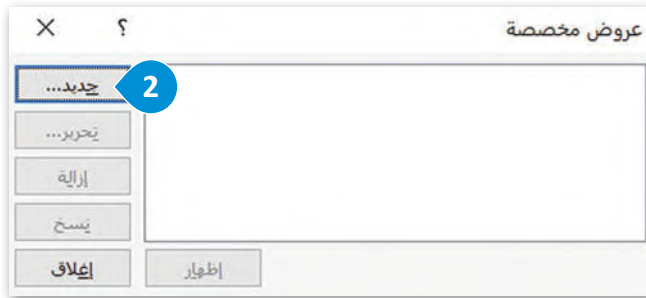 عروض مخصصة ؟ ×
جديد... 2
تحرير...
إزالة
نسخ
إغلاق
إظهار